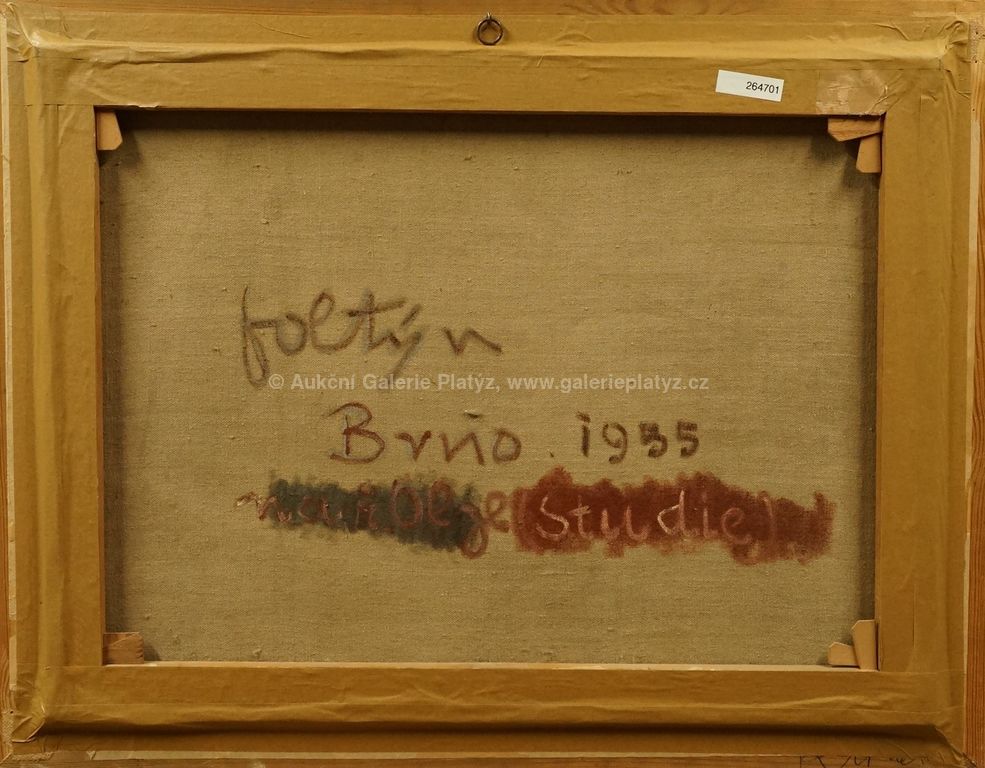 264701
foltýn
© Aukční Galerie Platýz, www.galerieplatyz.cz
Brno. 1955
(Studie)